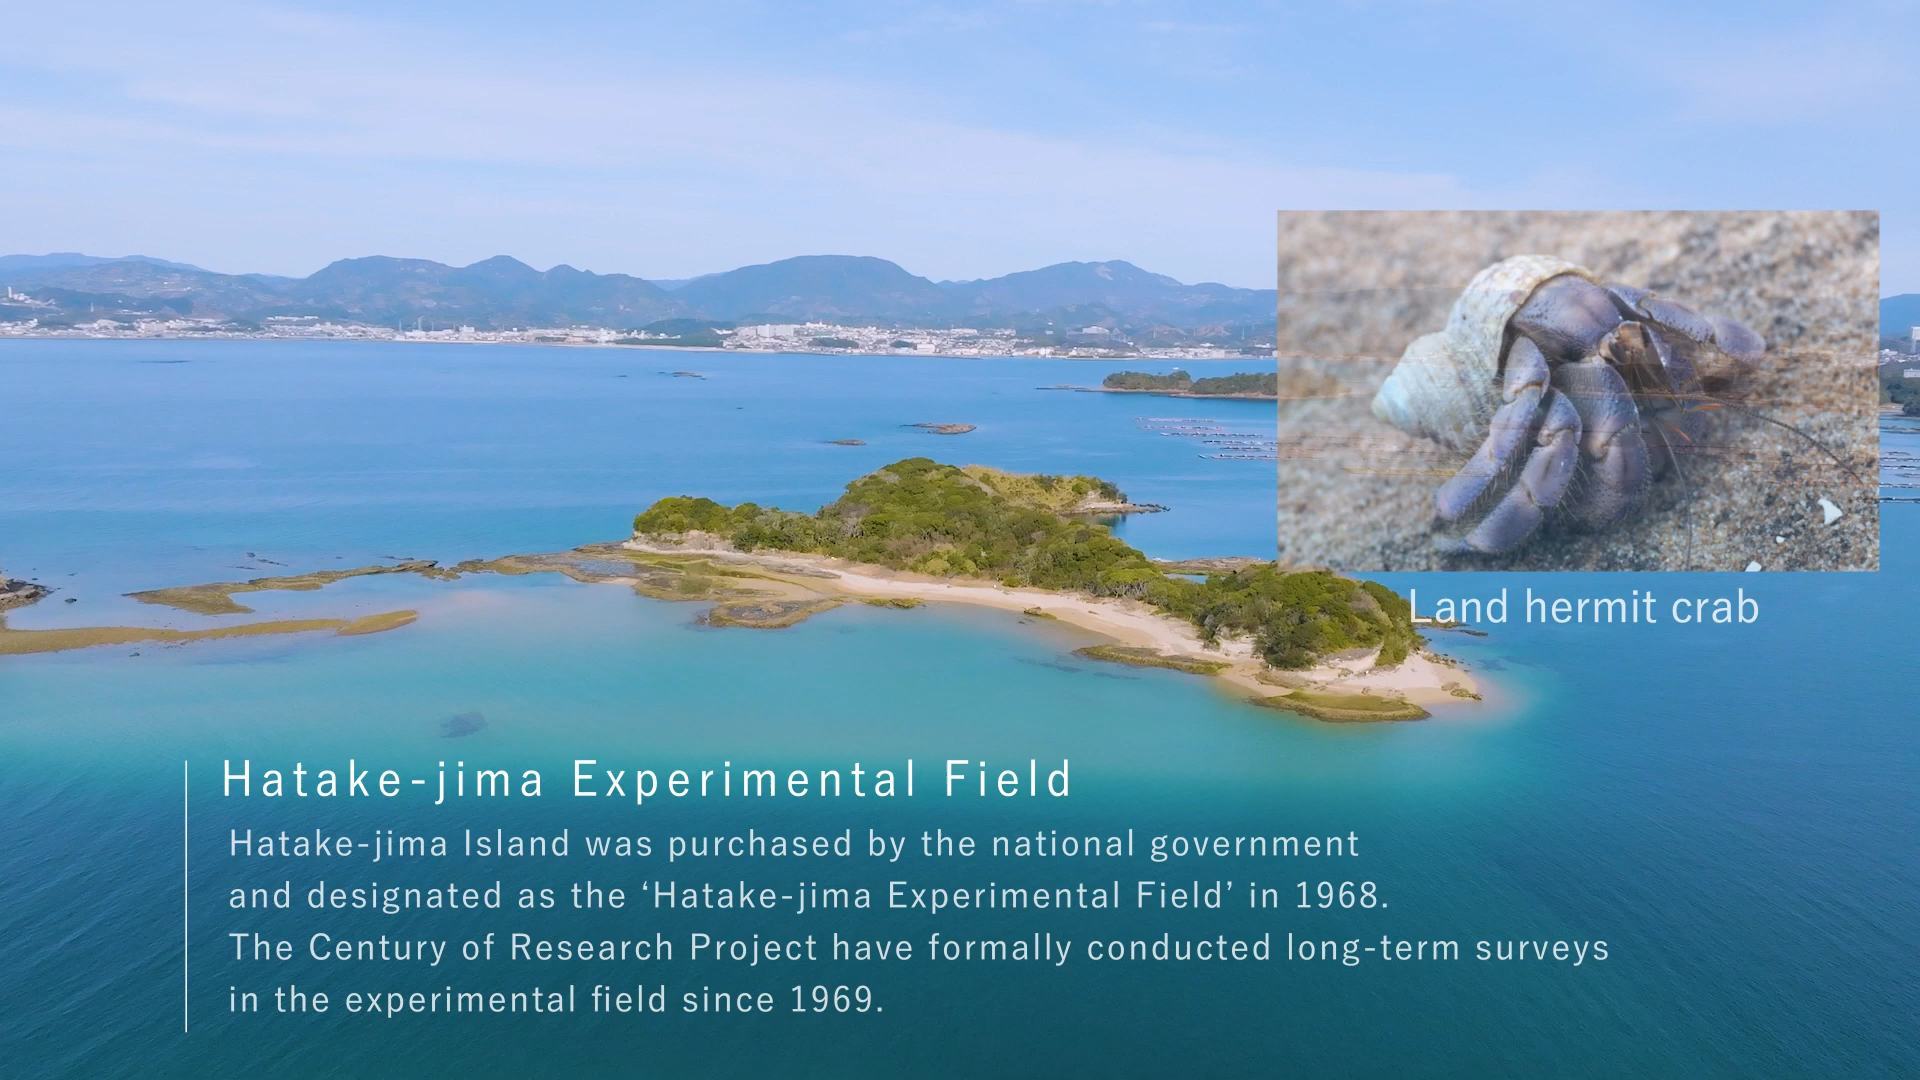 Land hermit crab
Hatake-jima Experimental Field
Hatake-jima Island was purchased by the national government
and designated as the ‘Hatake-jima Experimental Field’ in 1968.
The Century of Research Project have formally conducted long-term surveys
in the experimental field since 1969.